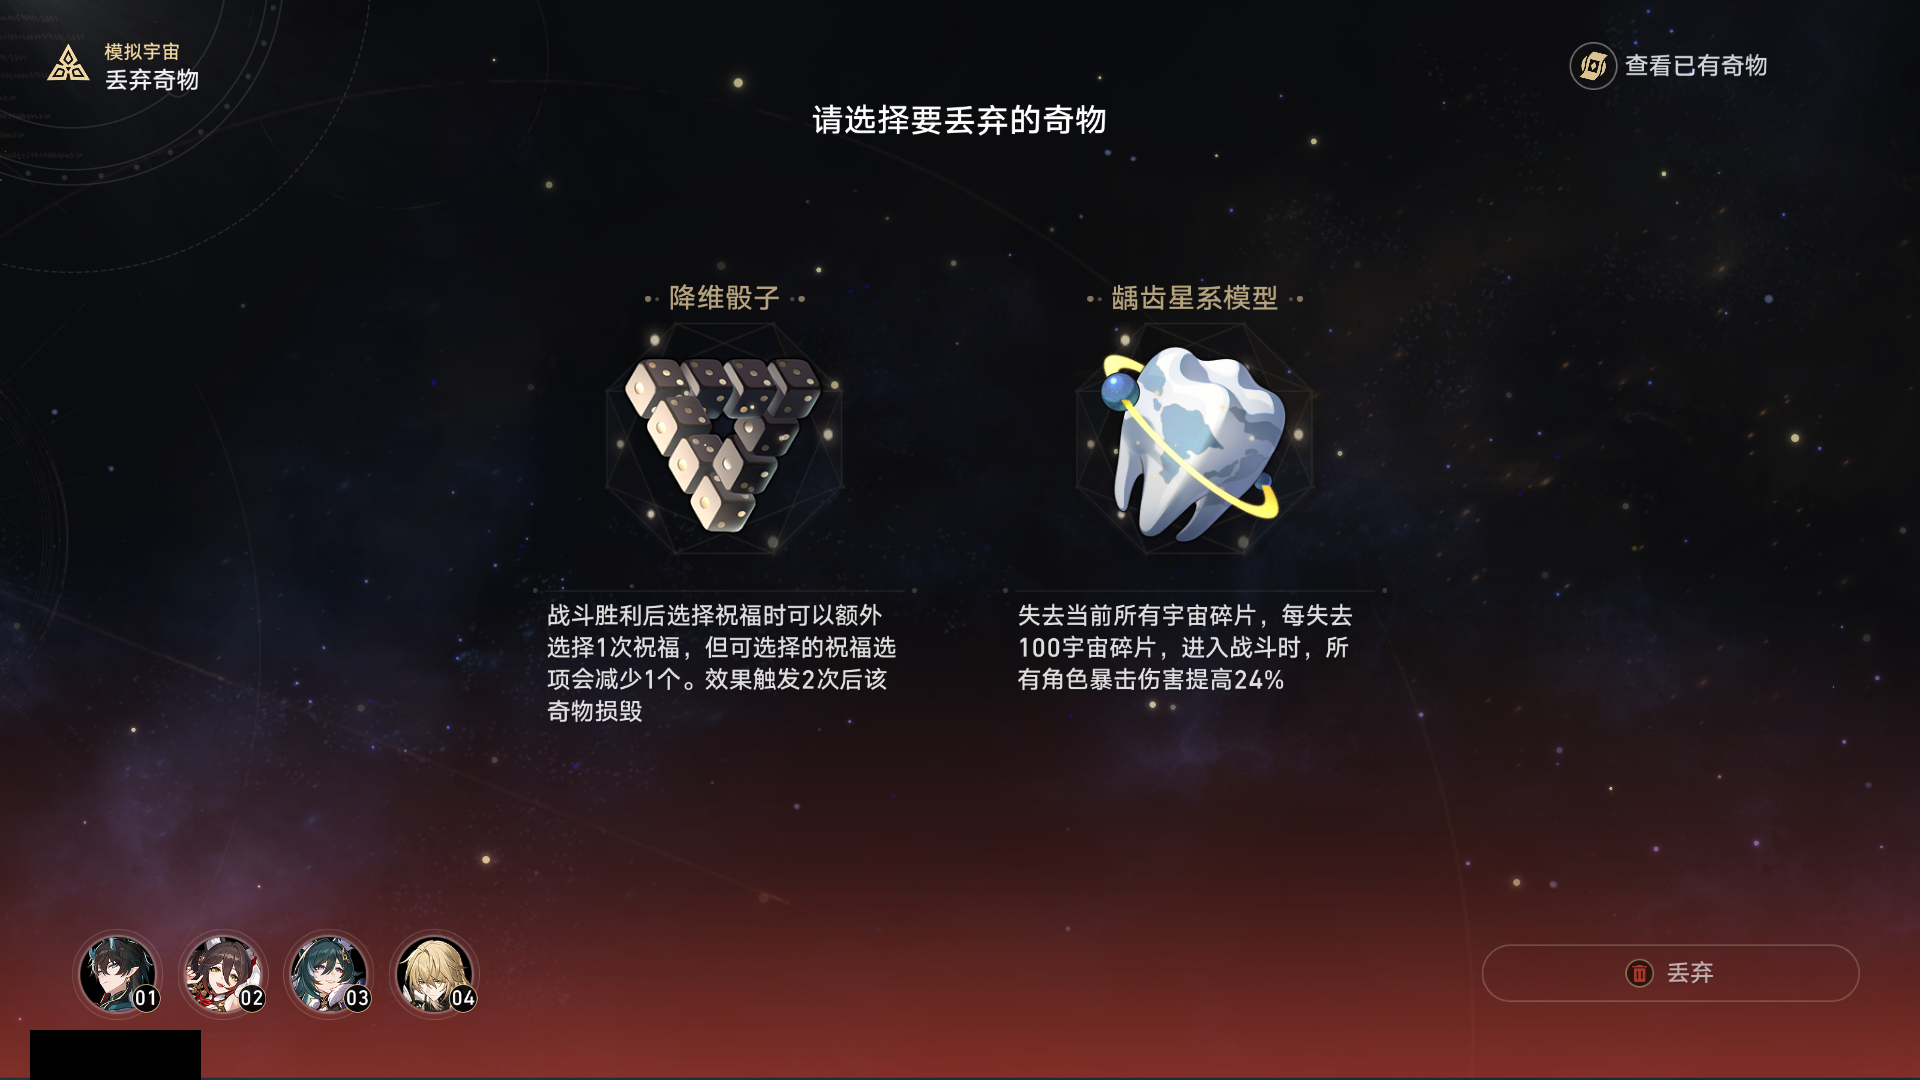 模拟宇宙
丢弃奇物
查看已有奇物
请选择要丢弃的奇物
降维骰子
战斗胜利后选择祝福时可以额外
选择1次祝福，但可选择的祝福选
项会减少1个。效果触发2次后该
奇物损毁
龋齿星系模型
失去当前所有宇宙碎片，每失去
100宇宙碎片，进入战斗时，所
有角色暴击伤害提高24%
01
02
03
04
丢弃